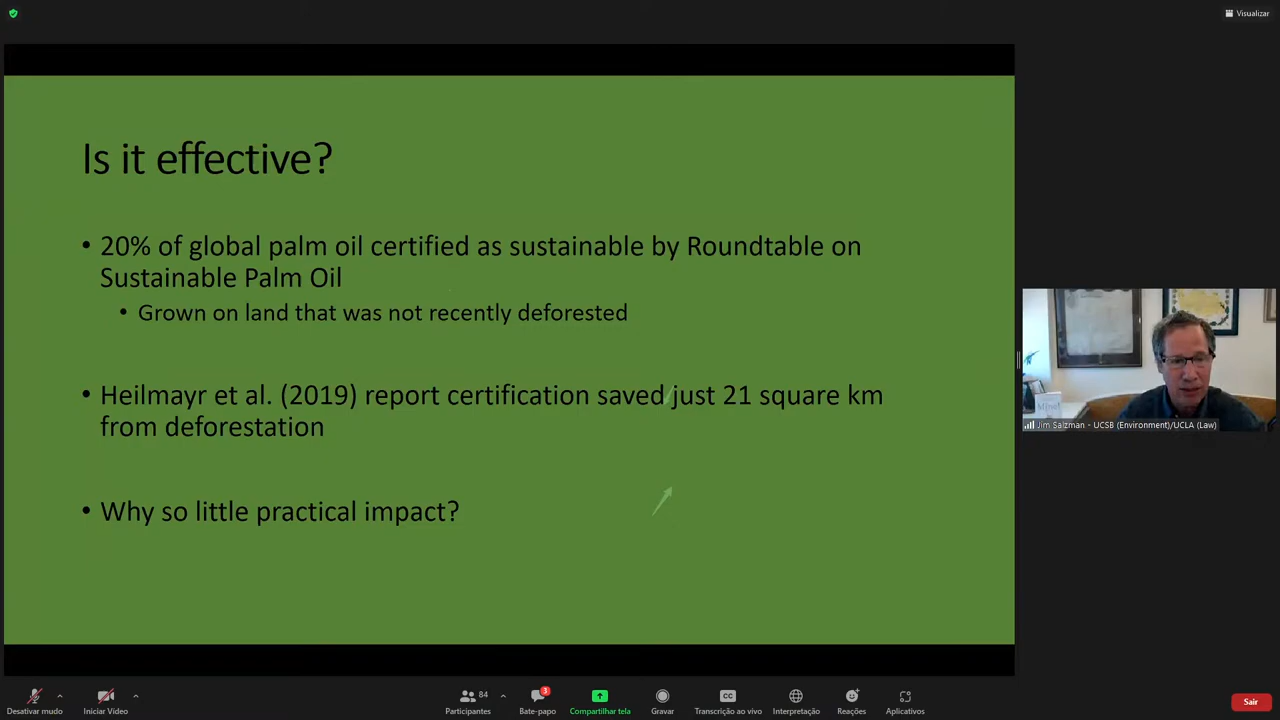 Visualizar
Is it effective?
• 20% of global palm oil certified as sustainable by Roundtable on
Sustainable Palm Oil
• Grown on land that was not recently deforested
• Heilmayr et al. (2019) report certification saved just 21 square km
from deforestation
• Why so little practical impact?
Jim Salzman - UCSB (Environment)/UCLA (Law)
84
3
Desativar mudo
Iniciar Vídeo
Participantes
Bate-papo
Compartilhar tela
Gravar
CC
Transcrição ao vivo
Interpretação
Reações
Aplicativos
Sair